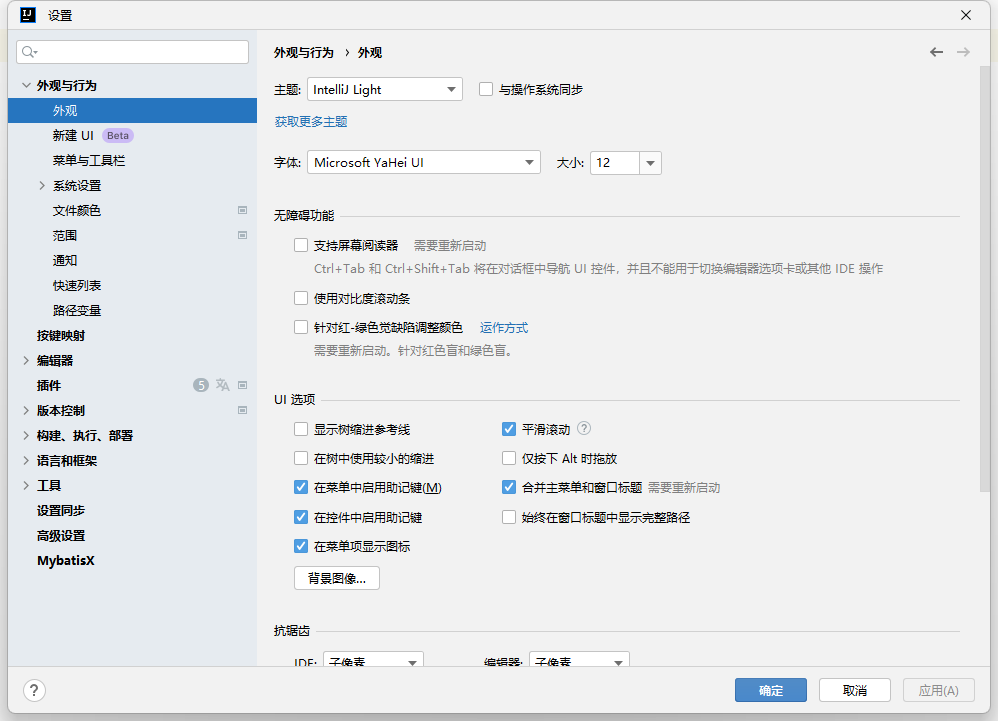 设置
外观与行为
外观
新建 UI Beta
菜单与工具栏
系统设置
文件颜色
范围
通知
快速列表
路径变量
按键映射
编辑器
插件 5
版本控制
构建、执行、部署
语言和框架
工具
设置同步
高级设置
MybatisX
外观与行为 › 外观
主题: IntelliJ Light 与操作系统同步
获取更多主题
字体: Microsoft YaHei UI 大小: 12
无障碍功能
支持屏幕阅读器 需要重新启动
Ctrl+Tab 和 Ctrl+Shift+Tab 将在对话框中导航 UI 控件，并且不能用于切换编辑器选项卡或其他 IDE 操作
使用对比度滚动条
针对红-绿色觉缺陷调整颜色 运作方式
需要重新启动。针对红色盲和绿色盲。
UI 选项
显示树缩进参考线 平滑滚动 ?
在树中使用较小的缩进 仅按下 Alt 时拖放
在菜单中启用助记键(M) 合并主菜单和窗口标题 需要重新启动
在控件中启用助记键 始终在窗口标题中显示完整路径
在菜单项显示图标
背景图像...
抗锯齿
IDE: 子像素 编辑器: 子像素
? 确定 取消 应用(A)